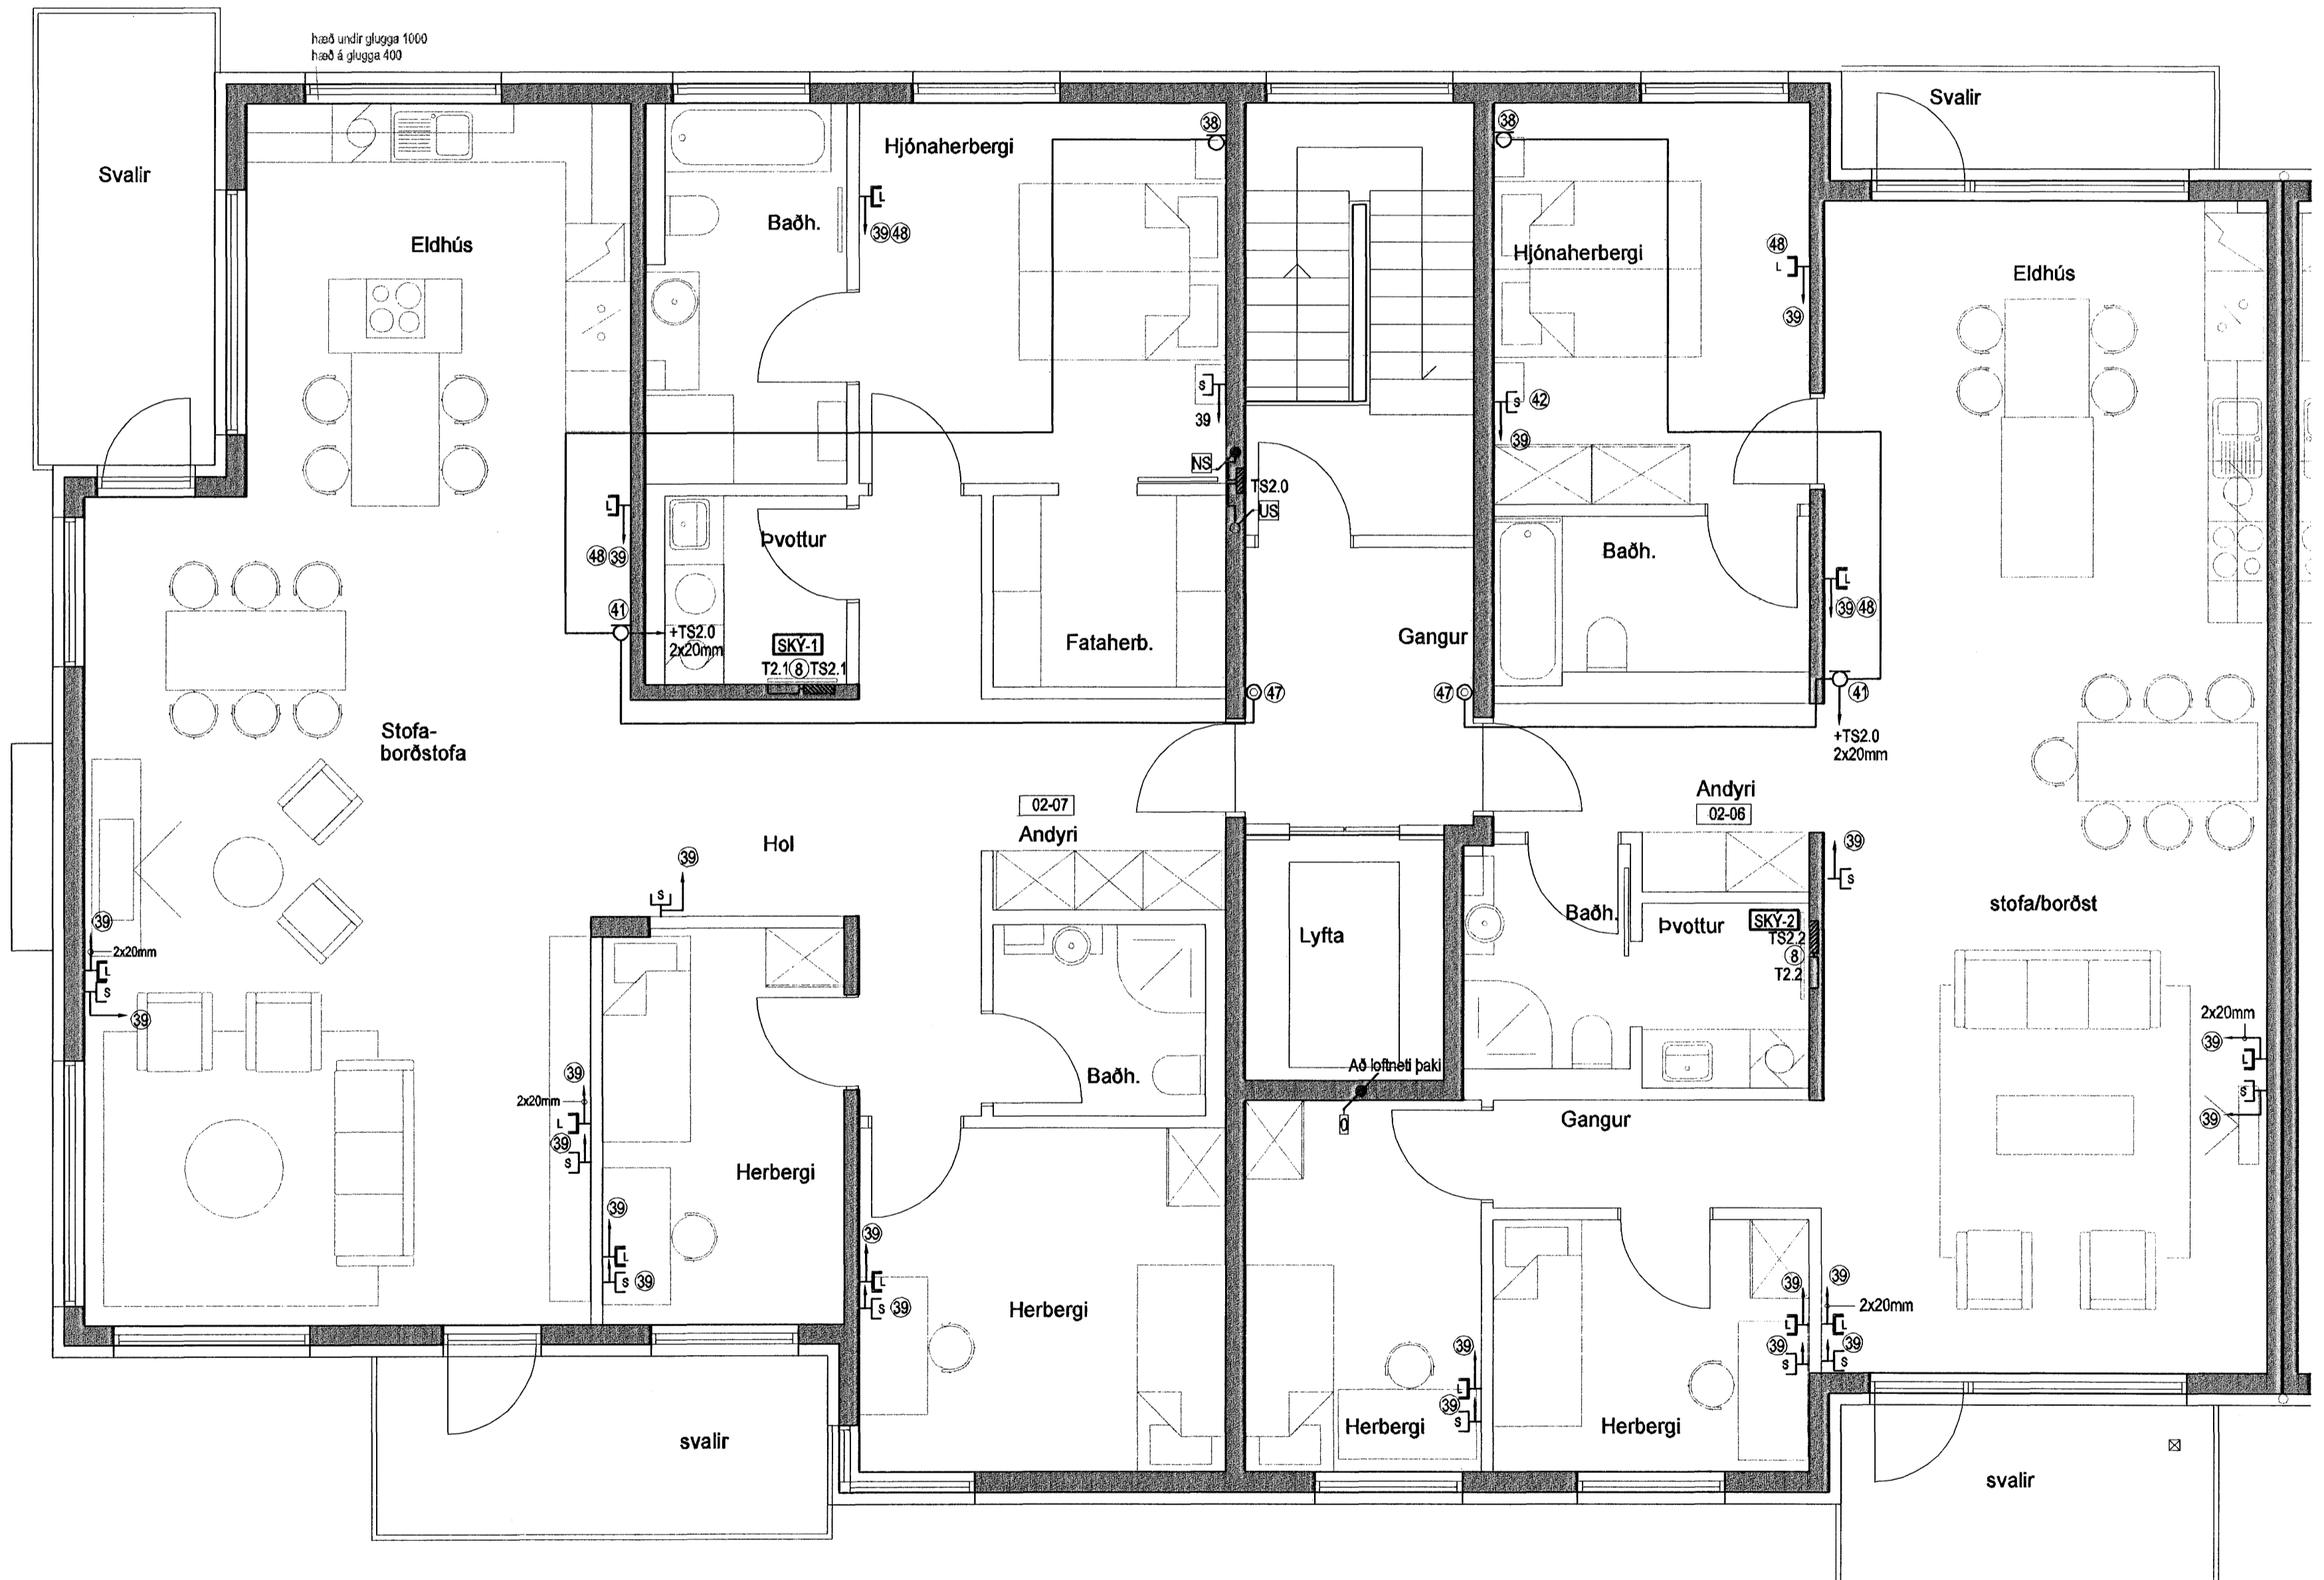 hæð undir glugga 1000
hæð á glugga 400
Svalir
Svalir
38
38
Hjónaherbergi
Svalir
L
Baðh.
39 48
Eldhús
Hjónaherbergi
48
L
Eldhús
39
S
39
S 42
39
NS
TS2.0
US
L
48 39
Þvottur
Baðh.
L
39 48
41
+TS2.0
2x20mm
SKÝ-1
T2.1 8 TS2.1
Fataherb.
Gangur
47
47
41
+TS2.0
2x20mm
Stofa-
borðstofa
Andyri
02-06
02-07
Andyri
Hol
39
S
39
S
stofa/borðst
39
2x20mm
L
S
39
Lyfta
Baðh.
Þvottur
SKÝ-2
TS2.2
8
T2.2
2x20mm
39
L
S
39
Að loftneti þaki
0
Baðh.
Gangur
39
2x20mm
L
39
S
Herbergi
39
L
S 39
39
L
S 39
Herbergi
39
L
39
S
39
L
39
S
39
2x20mm
L
39
S
Herbergi
Herbergi
svalir
svalir